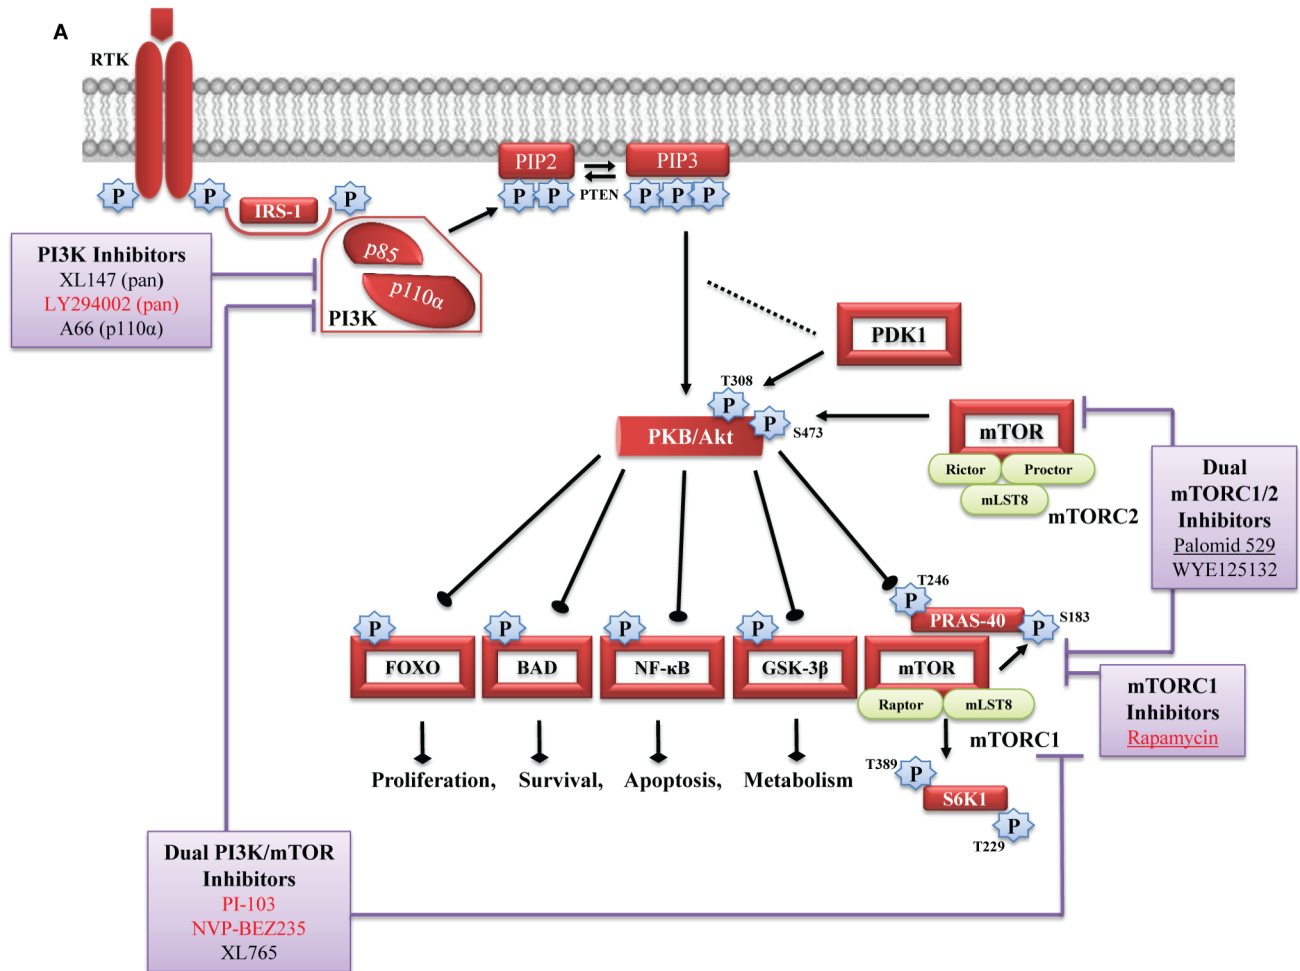 A
RTK
PIP2
PIP3
PTEN
P
P
P
P
P
P
P
P
IRS-1
PI3K Inhibitors
XL147 (pan)
LY294002 (pan)
A66 (p110α)
p85
p110α
PI3K
PDK1
T308
P
P
S473
PKB/Akt
mTOR
Rictor
Proctor
mLST8
mTORC2
Dual
mTORC1/2
Inhibitors
Palomid 529
WYE125132
T246
P
PRAS-40
P
S183
P
P
P
P
FOXO
BAD
NF-κB
GSK-3β
mTOR
Raptor
mLST8
mTORC1
mTORC1
Inhibitors
Rapamycin
Proliferation, Survival, Apoptosis, Metabolism
T389
P
S6K1
P
T229
Dual PI3K/mTOR
Inhibitors
PI-103
NVP-BEZ235
XL765